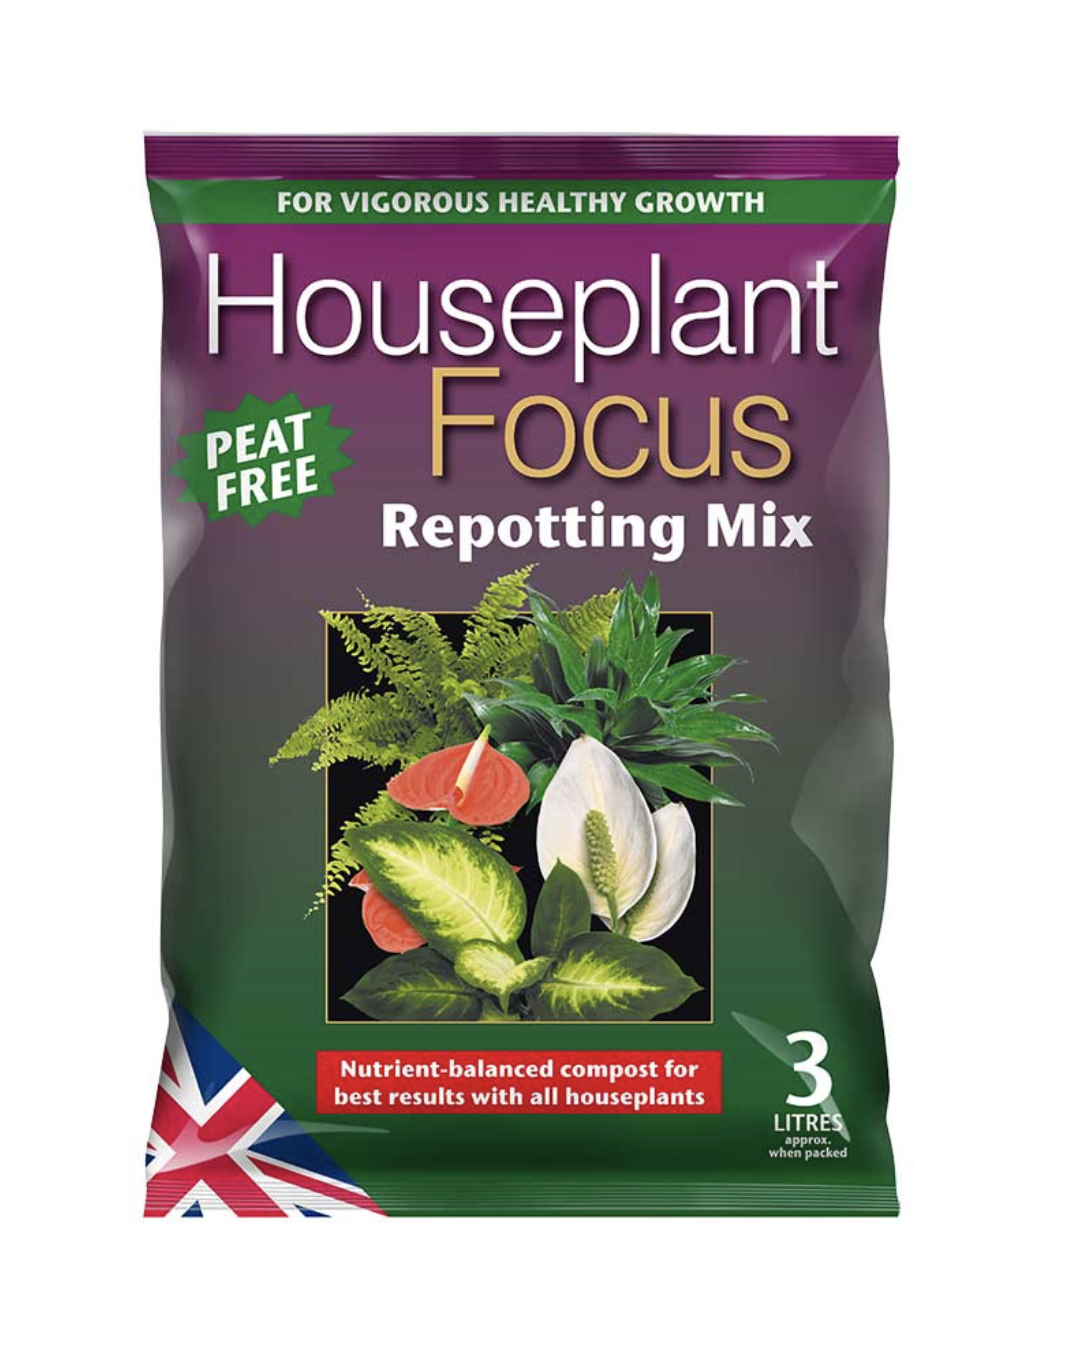 FOR VIGOROUS HEALTHY GROWTH
Houseplant
Focus
PEAT
FREE
Repotting Mix
Nutrient-balanced compost for
best results with all houseplants
3
LITRES
approx.
when packed